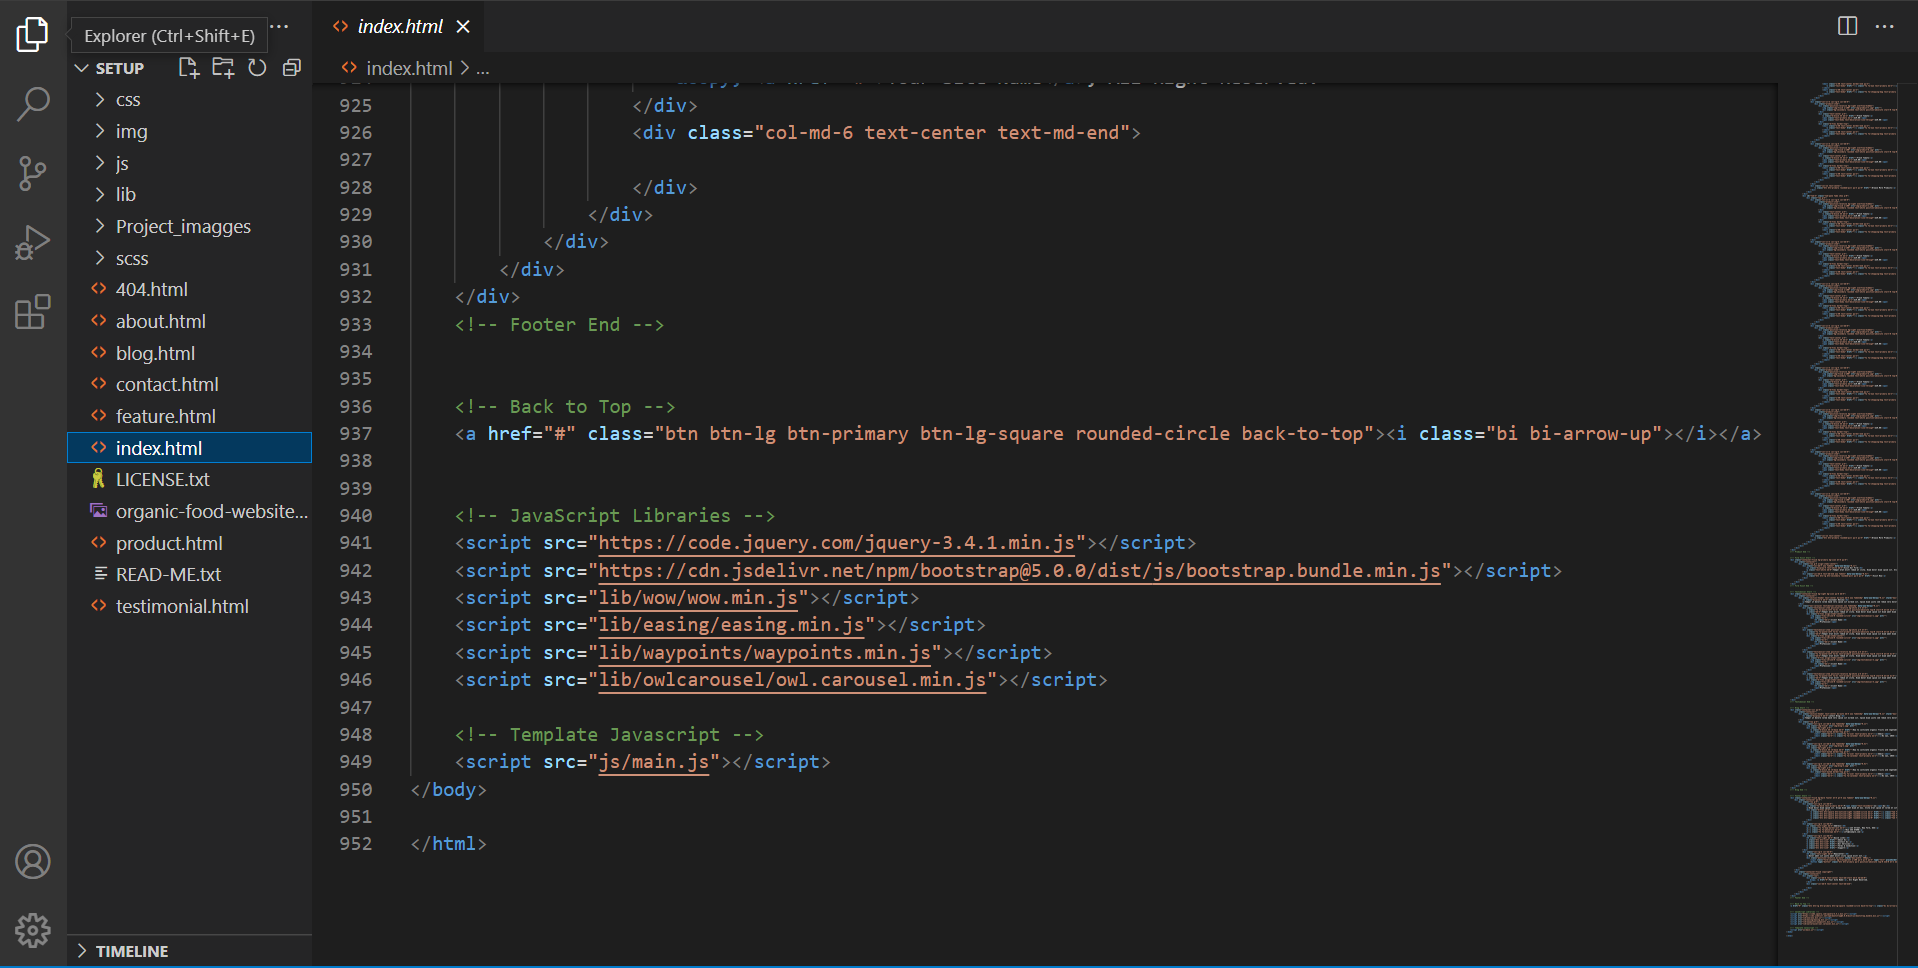 Explorer (Ctrl+Shift+E)
SETUP
css
img
js
lib
Project_imagges
scss
404.html
about.html
blog.html
contact.html
feature.html
index.html
LICENSE.txt
organic-food-website...
product.html
READ-ME.txt
testimonial.html
TIMELINE
index.html
index.html > ...
925 </div>
926 <div class="col-md-6 text-center text-md-end">
927
928 </div>
929 </div>
930 </div>
931 </div>
932 </div>
933 <!-- Footer End -->
934
935
936 <!-- Back to Top -->
937 <a href="#" class="btn btn-lg btn-primary btn-lg-square rounded-circle back-to-top"><i class="bi bi-arrow-up"></i></a>
938
939
940 <!-- JavaScript Libraries -->
941 <script src="https://code.jquery.com/jquery-3.4.1.min.js"></script>
942 <script src="https://cdn.jsdelivr.net/npm/bootstrap@5.0.0/dist/js/bootstrap.bundle.min.js"></script>
943 <script src="lib/wow/wow.min.js"></script>
944 <script src="lib/easing/easing.min.js"></script>
945 <script src="lib/waypoints/waypoints.min.js"></script>
946 <script src="lib/owlcarousel/owl.carousel.min.js"></script>
947
948 <!-- Template Javascript -->
949 <script src="js/main.js"></script>
950 </body>
951
952 </html>